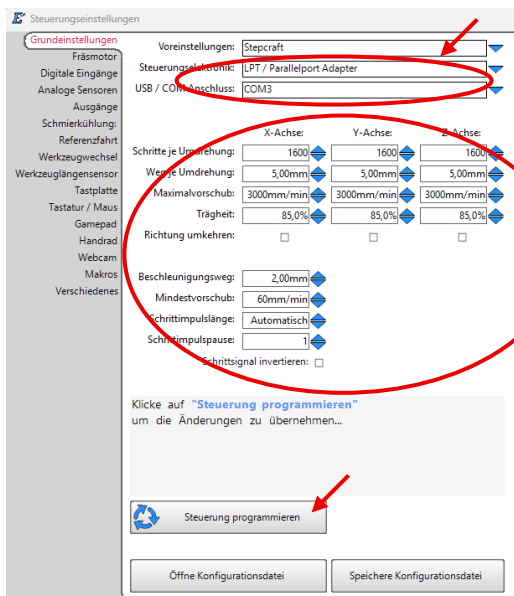 Steuerungseinstellungen
Grundeinstellungen
Fräsmotor
Digitale Eingänge
Analoge Sensoren
Ausgänge
Schmierkühlung:
Referenzfahrt
Werkzeugwechsel
Werkzeuglängensensor
Tastplatte
Tastatur / Maus
Gamepad
Handrad
Webcam
Makros
Verschiedenes
Voreinstellungen: Stepcraft
Steuerungselektronik: LPT / Parallelport Adapter
USB / COM Anschluss: COM3
X-Achse: Y-Achse: Z-Achse:
Schritte je Umdrehung: 1600 1600 1600
Weg je Umdrehung: 5,00mm 5,00mm 5,00mm
Maximalvorschub: 3000mm/min 3000mm/min 3000mm/min
Trägheit: 85,0% 85,0% 85,0%
Richtung umkehren:
Beschleunigungsweg: 2,00mm
Mindestvorschub: 60mm/min
Schrittimpulslänge: Automatisch
Schrittimpulspause: 1
Schrittsignal invertieren:
Klicke auf "Steuerung programmieren"
um die Änderungen zu übernehmen...
Steuerung programmieren
Öffne Konfigurationsdatei Speichere Konfigurationsdatei